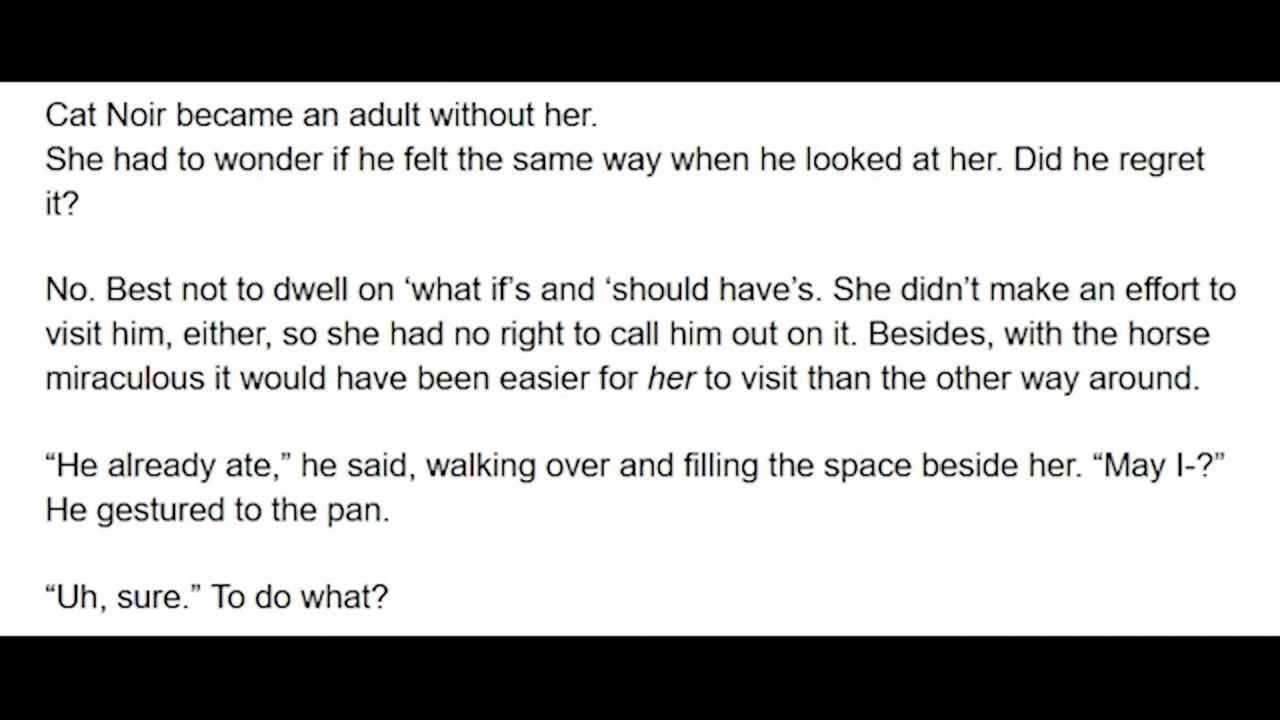 Cat Noir became an adult without her.
She had to wonder if he felt the same way when he looked at her. Did he regret
it?
No. Best not to dwell on ‘what if’s and ‘should have’s. She didn’t make an effort to
visit him, either, so she had no right to call him out on it. Besides, with the horse
miraculous it would have been easier for her to visit than the other way around.
“He already ate,” he said, walking over and filling the space beside her. “May I-?”
He gestured to the pan.
“Uh, sure.” To do what?